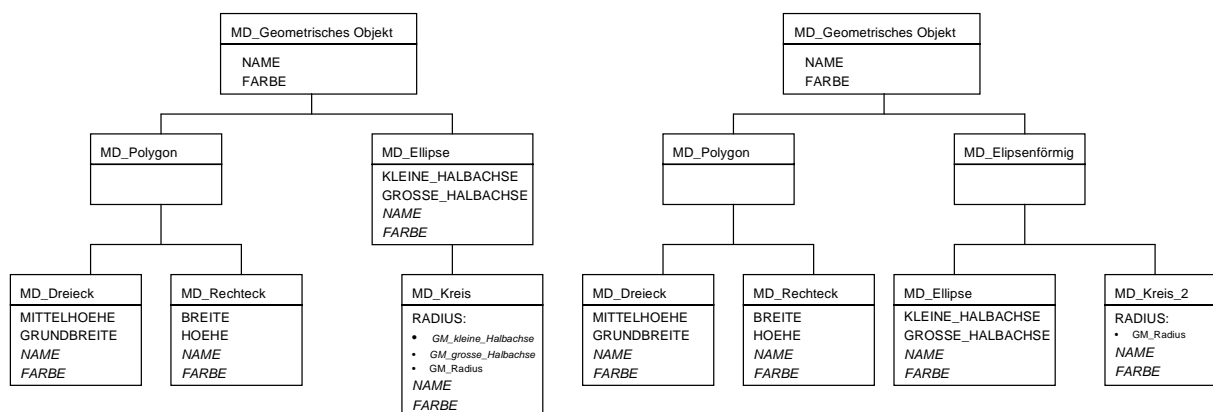 MD_Geometrisches Objekt
NAME
FARBE
MD_Polygon
MD_Ellipse
KLEINE_HALBACHSE
GROSSE_HALBACHSE
NAME
FARBE
MD_Dreieck
MITTELHOEHE
GRUNDBREITE
NAME
FARBE
MD_Rechteck
BREITE
HOEHE
NAME
FARBE
MD_Kreis
RADIUS:
• GM_kleine_Halbachse
• GM_grosse_Halbachse
• GM_Radius
NAME
FARBE
MD_Geometrisches Objekt
NAME
FARBE
MD_Polygon
MD_Elipsenförmig
MD_Dreieck
MITTELHOEHE
GRUNDBREITE
NAME
FARBE
MD_Rechteck
BREITE
HOEHE
NAME
FARBE
MD_Ellipse
KLEINE_HALBACHSE
GROSSE_HALBACHSE
NAME
FARBE
MD_Kreis_2
RADIUS:
• GM_Radius
NAME
FARBE